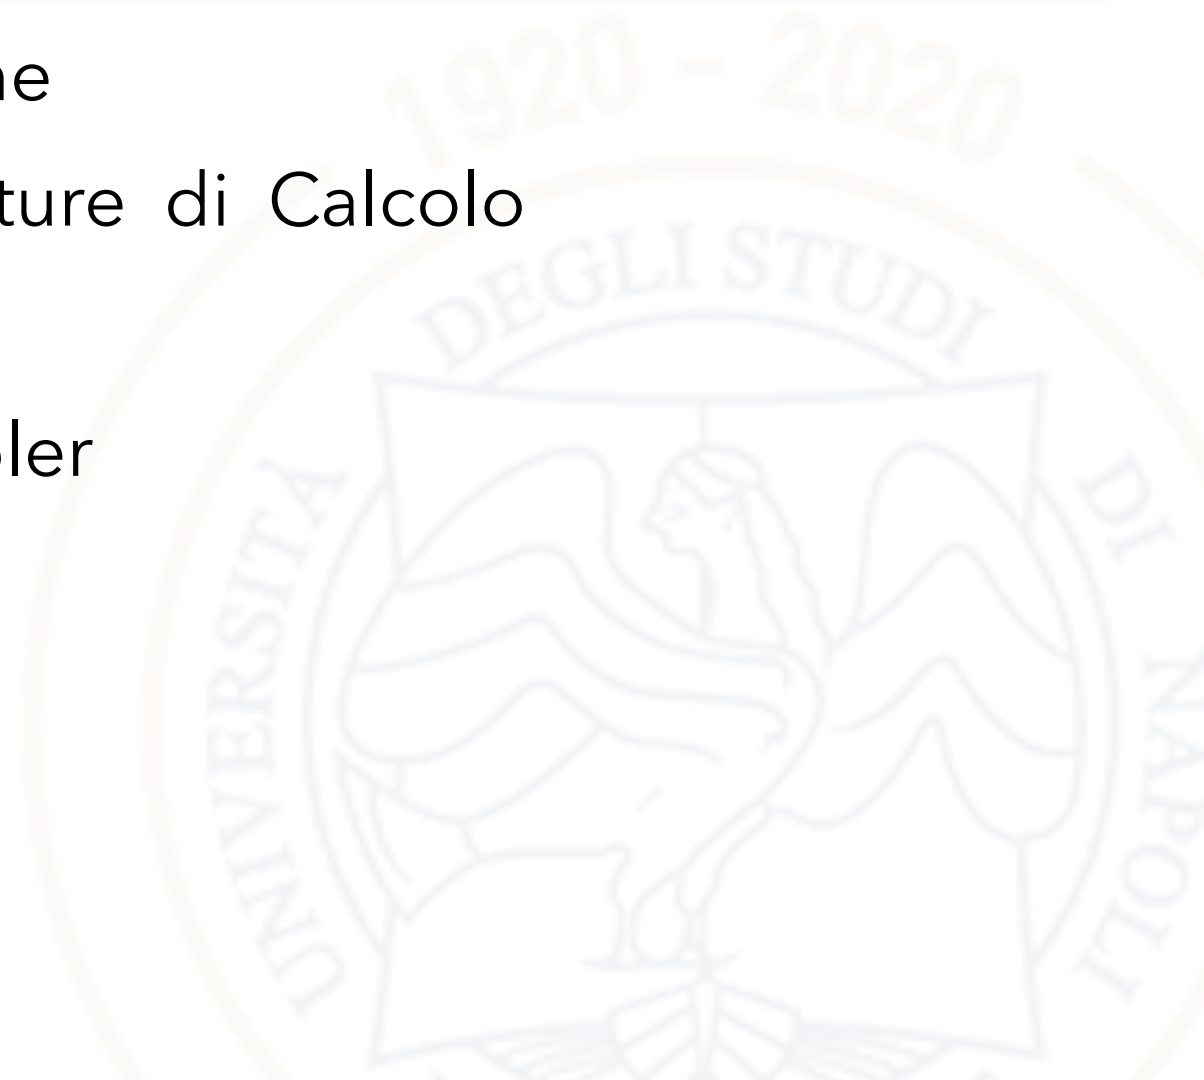 1920 - 2020
ne
ture di Calcolo
ler
UNIVERSITÀ DEGLI STUDI DI NAPOLI